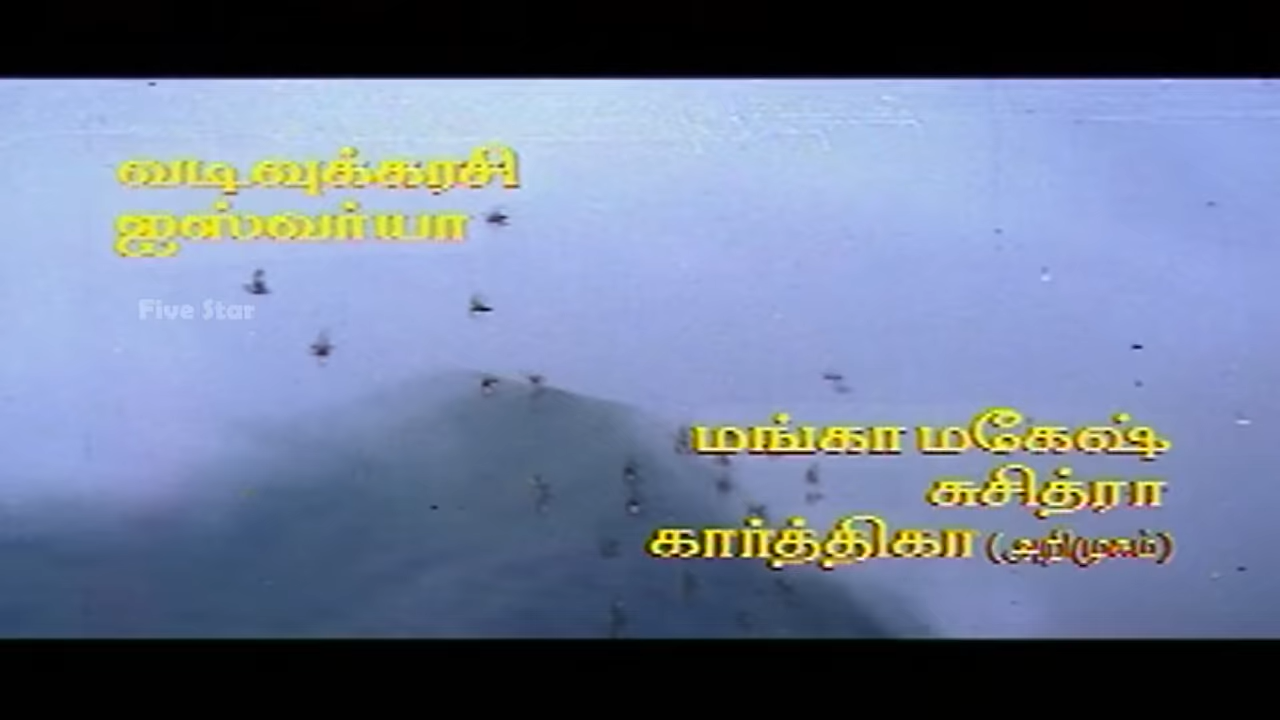 வடிவுக்கரசி
ஐஸ்வர்யா
Five Star
மங்கா மகேஷ்
சுசித்ரா
கார்த்திகா (அறிமுகம்)